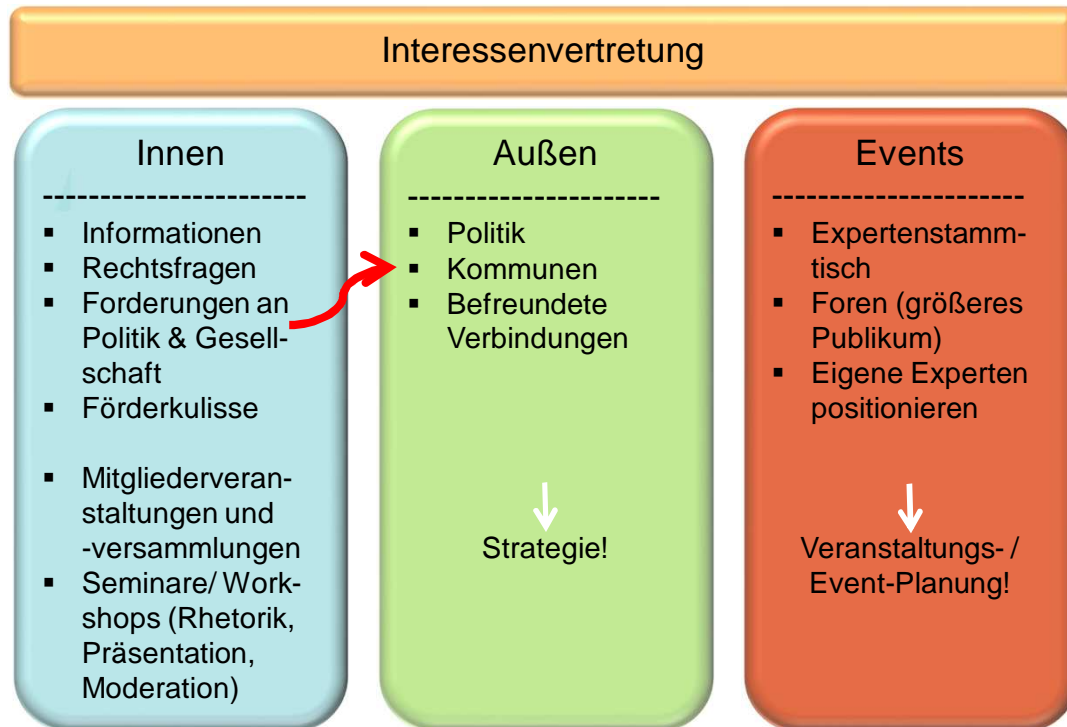 Interessenvertretung
Innen
------------------------
▪ Informationen
▪ Rechtsfragen
▪ Forderungen an
Politik & Gesell-
schaft
▪ Förderkulisse
▪ Mitgliederveran-
staltungen und
-versammlungen
▪ Seminare/ Work-
shops (Rhetorik,
Präsentation,
Moderation)
Außen
-----------------------
▪ Politik
▪ Kommunen
▪ Befreundete
Verbindungen
Strategie!
Events
-----------------------
▪ Expertenstamm-
tisch
▪ Foren (größeres
Publikum)
▪ Eigene Experten
positionieren
Veranstaltungs- /
Event-Planung!